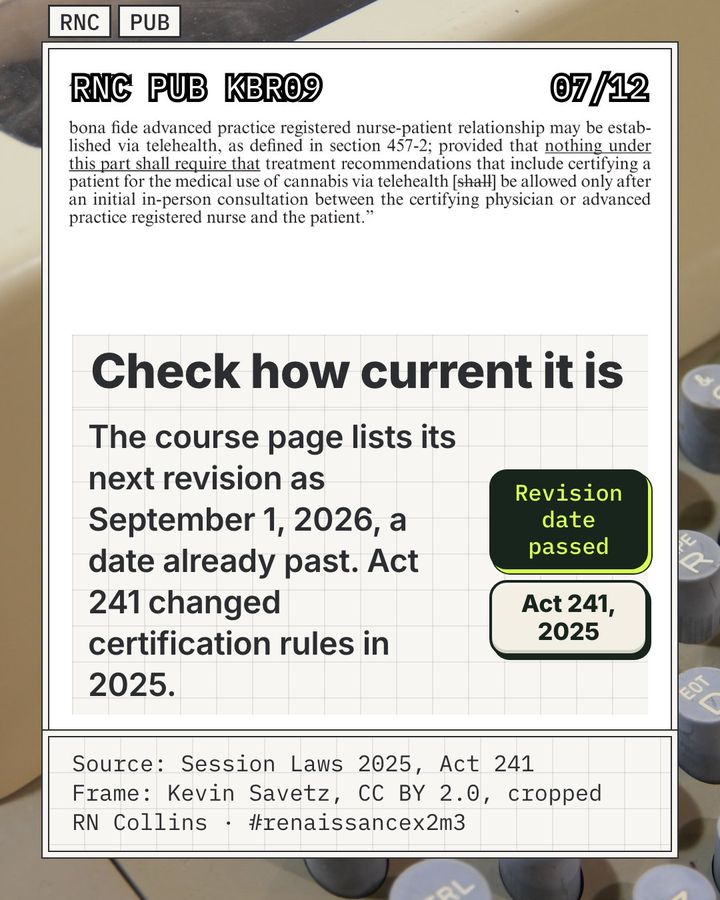 RNC PUB
RNC PUB KBR09 07/12
bona fide advanced practice registered nurse-patient relationship may be estab-
lished via telehealth, as defined in section 457-2; provided that nothing under
this part shall require that treatment recommendations that include certifying a
patient for the medical use of cannabis via telehealth [shall] be allowed only after
an initial in-person consultation between the certifying physician or advanced
practice registered nurse and the patient.”
Check how current it is
The course page lists its
next revision as
September 1, 2026, a
date already past. Act
241 changed
certification rules in
2025.
Revision
date
passed
Act 241,
2025
Source: Session Laws 2025, Act 241
Frame: Kevin Savetz, CC BY 2.0, cropped
RN Collins · #renaissancex2m3
&
R
EOT
D
CTRL